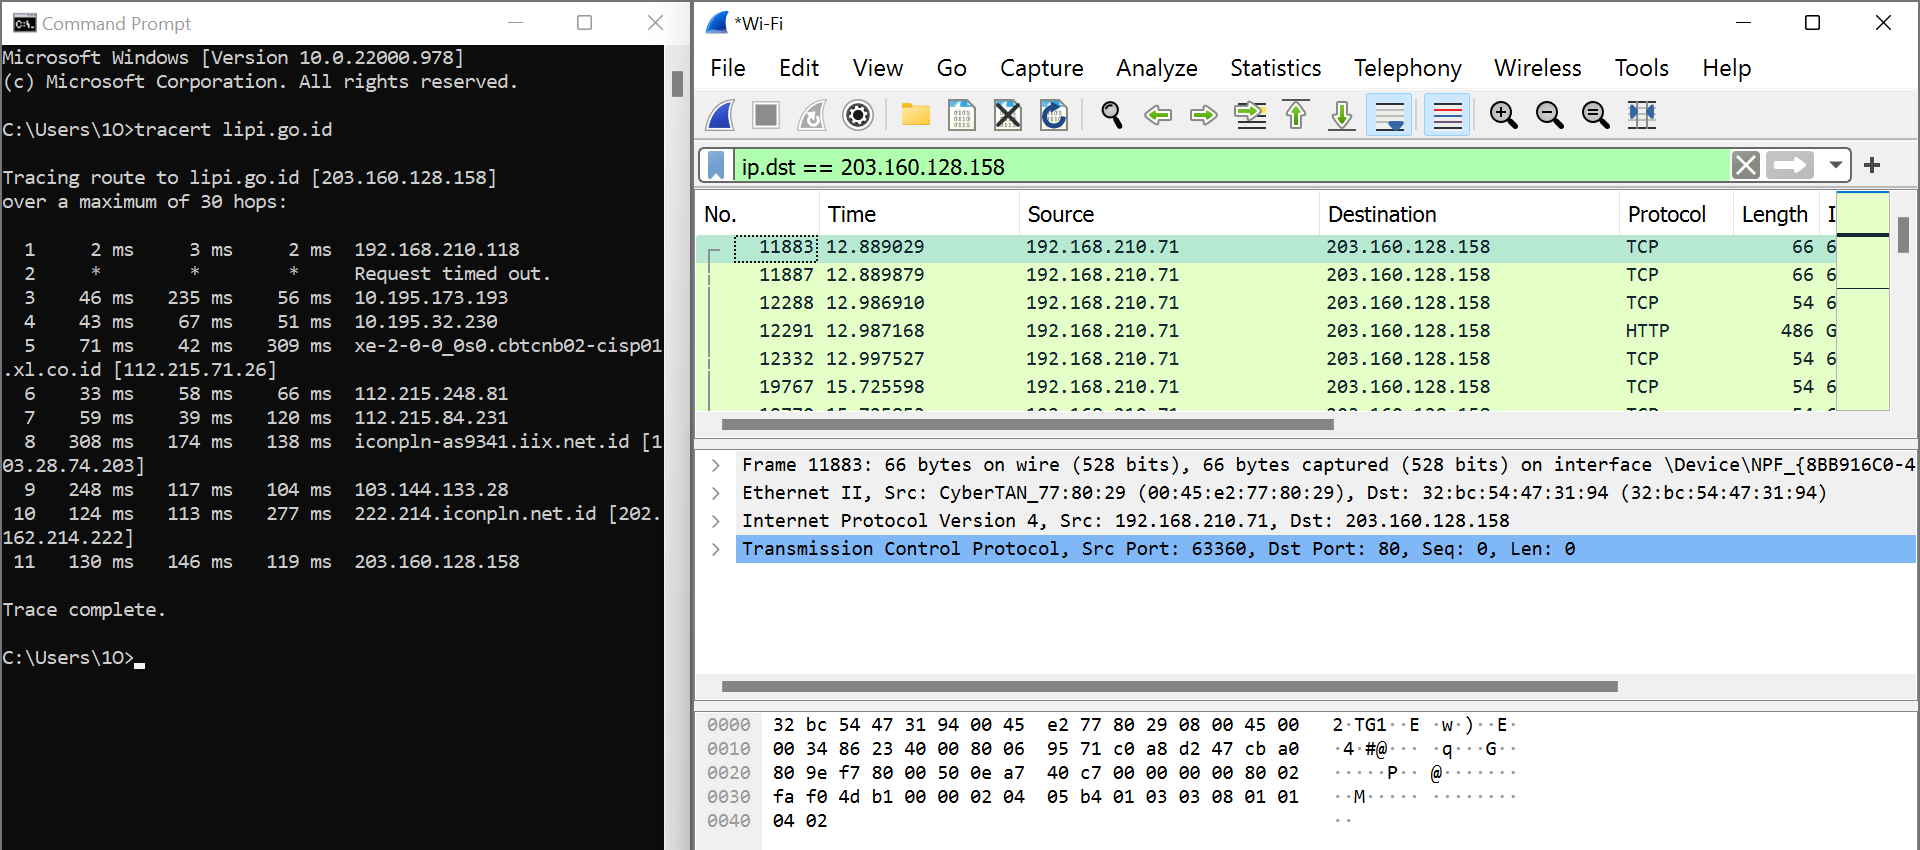 Command Prompt
Microsoft Windows [Version 10.0.22000.978]
(c) Microsoft Corporation. All rights reserved.
C:\Users\1O>tracert lipi.go.id
Tracing route to lipi.go.id [203.160.128.158]
over a maximum of 30 hops:
1 2 ms 3 ms 2 ms 192.168.210.118
2 * * * Request timed out.
3 46 ms 235 ms 56 ms 10.195.173.193
4 43 ms 67 ms 51 ms 10.195.32.230
5 71 ms 42 ms 309 ms xe-2-0-0_0s0.cbtcnb02-cisp01
.xl.co.id [112.215.71.26]
6 33 ms 58 ms 66 ms 112.215.248.81
7 59 ms 39 ms 120 ms 112.215.84.231
8 308 ms 174 ms 138 ms iconpln-as9341.iix.net.id [1
03.28.74.203]
9 248 ms 117 ms 104 ms 103.144.133.28
10 124 ms 113 ms 277 ms 222.214.iconpln.net.id [202.
162.214.222]
11 130 ms 146 ms 119 ms 203.160.128.158
Trace complete.
C:\Users\1O>
*Wi-Fi
File Edit View Go Capture Analyze Statistics Telephony Wireless Tools Help
ip.dst == 203.160.128.158
No. Time Source Destination Protocol Length I
11883 12.889029 192.168.210.71 203.160.128.158 TCP 66 6
11887 12.889879 192.168.210.71 203.160.128.158 TCP 66 6
12288 12.986910 192.168.210.71 203.160.128.158 TCP 54 6
12291 12.987168 192.168.210.71 203.160.128.158 HTTP 486 G
12332 12.997527 192.168.210.71 203.160.128.158 TCP 54 6
19767 15.725598 192.168.210.71 203.160.128.158 TCP 54 6
Frame 11883: 66 bytes on wire (528 bits), 66 bytes captured (528 bits) on interface \Device\NPF_{8BB916C0-4
Ethernet II, Src: CyberTAN_77:80:29 (00:45:e2:77:80:29), Dst: 32:bc:54:47:31:94 (32:bc:54:47:31:94)
Internet Protocol Version 4, Src: 192.168.210.71, Dst: 203.160.128.158
Transmission Control Protocol, Src Port: 63360, Dst Port: 80, Seq: 0, Len: 0
0000 32 bc 54 47 31 94 00 45 e2 77 80 29 08 00 45 00 2·TG1··E ·w·)··E·
0010 00 34 86 23 40 00 80 06 95 71 c0 a8 d2 47 cb a0 ·4·#@··· ·q···G··
0020 80 9e f7 80 00 50 0e a7 40 c7 00 00 00 00 80 02 ·····P·· @·······
0030 fa f0 4d b1 00 00 02 04 05 b4 01 03 03 08 01 01 ··M····· ········
0040 04 02 ··